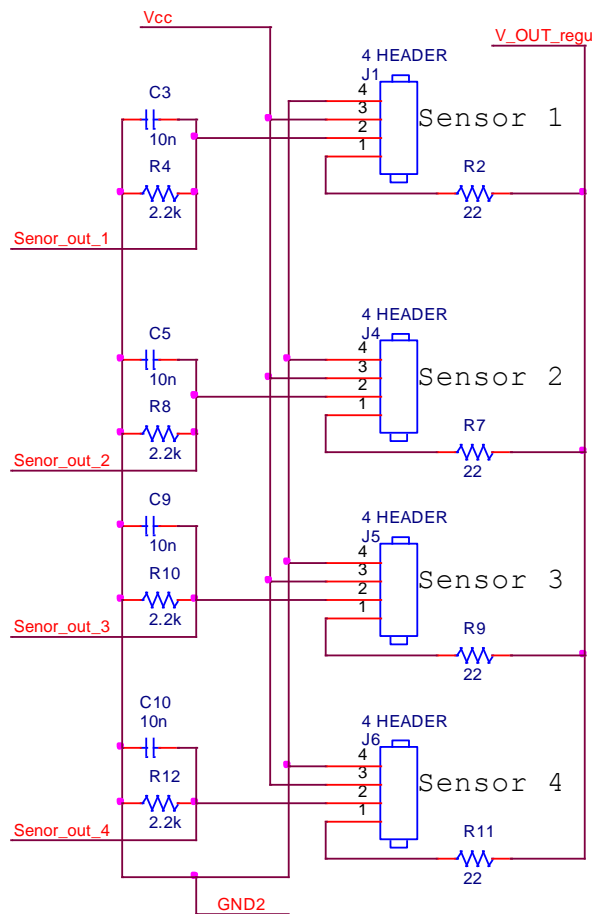 Vcc
V_OUT_regu
4 HEADER
J1
C3
10n
R4
2.2k
4
3
2
1
Sensor 1
R2
22
Senor_out_1
4 HEADER
J4
C5
10n
R8
2.2k
4
3
2
1
Sensor 2
R7
22
Senor_out_2
4 HEADER
J5
C9
10n
R10
2.2k
4
3
2
1
Sensor 3
R9
22
Senor_out_3
4 HEADER
J6
C10
10n
R12
2.2k
4
3
2
1
Sensor 4
R11
22
Senor_out_4
GND2